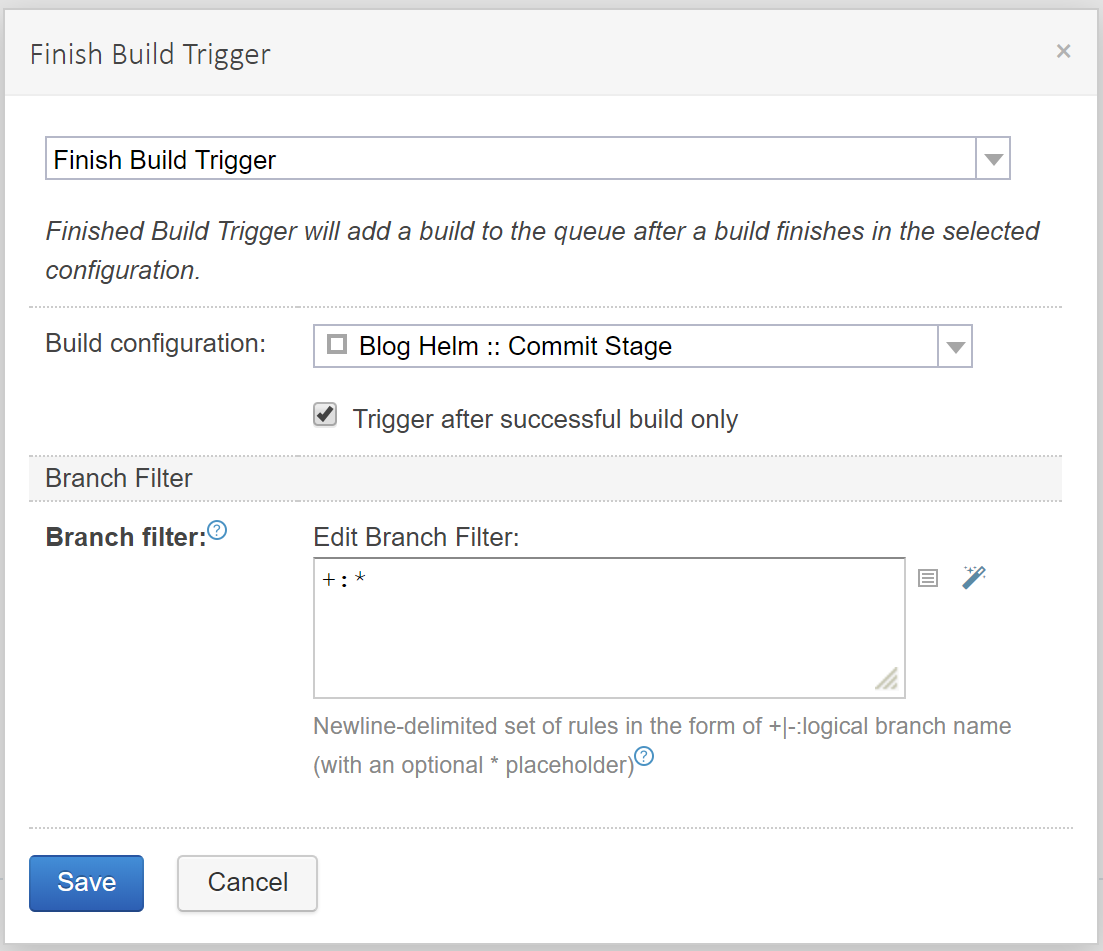 Finish Build Trigger
×
Finish Build Trigger
Finished Build Trigger will add a build to the queue after a build finishes in the selected
configuration.
Build configuration:
Blog Helm :: Commit Stage
Trigger after successful build only
Branch Filter
Branch filter:?
Edit Branch Filter:
+:*
Newline-delimited set of rules in the form of +|-:logical branch name
(with an optional * placeholder)?
Save
Cancel